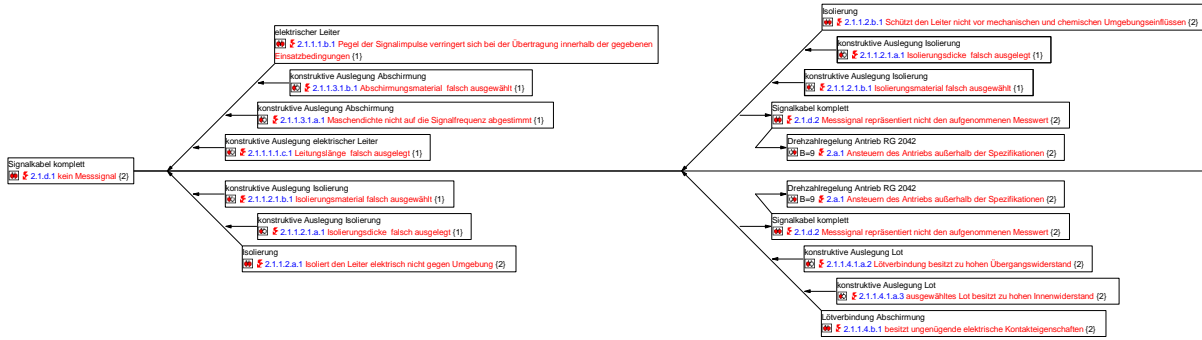 Signalkabel komplett
2.1.d.1 kein Messsignal {2}
elektrischer Leiter
2.1.1.1.b.1 Pegel der Signalimpulse verringert sich bei der Übertragung innerhalb der gegebenen
Einsatzbedingungen {1}
konstruktive Auslegung Abschirmung
2.1.1.3.1.b.1 Abschirmungsmaterial falsch ausgewählt {1}
konstruktive Auslegung Abschirmung
2.1.1.3.1.a.1 Maschendichte nicht auf die Signalfrequenz abgestimmt {1}
konstruktive Auslegung elektrischer Leiter
2.1.1.1.1.c.1 Leitungslänge falsch ausgelegt {1}
konstruktive Auslegung Isolierung
2.1.1.2.1.b.1 Isolierungsmaterial falsch ausgewählt {1}
konstruktive Auslegung Isolierung
2.1.1.2.1.a.1 Isolierungsdicke falsch ausgelegt {1}
Isolierung
2.1.1.2.a.1 Isoliert den Leiter elektrisch nicht gegen Umgebung {2}
Isolierung
2.1.1.2.b.1 Schützt den Leiter nicht vor mechanischen und chemischen Umgebungseinflüssen {2}
konstruktive Auslegung Isolierung
2.1.1.2.1.a.1 Isolierungsdicke falsch ausgelegt {1}
konstruktive Auslegung Isolierung
2.1.1.2.1.b.1 Isolierungsmaterial falsch ausgewählt {1}
Signalkabel komplett
2.1.d.2 Messsignal repräsentiert nicht den aufgenommenen Messwert {2}
Drehzahlregelung Antrieb RG 2042
B=9 2.a.1 Ansteuern des Antriebs außerhalb der Spezifikationen {2}
Drehzahlregelung Antrieb RG 2042
B=9 2.a.1 Ansteuern des Antriebs außerhalb der Spezifikationen {2}
Signalkabel komplett
2.1.d.2 Messsignal repräsentiert nicht den aufgenommenen Messwert {2}
konstruktive Auslegung Lot
2.1.1.4.1.a.2 Lötverbindung besitzt zu hohen Übergangswiderstand {2}
konstruktive Auslegung Lot
2.1.1.4.1.a.3 ausgewähltes Lot besitzt zu hohen Innenwiderstand {2}
Lötverbindung Abschirmung
2.1.1.4.b.1 besitzt ungenügende elektrische Kontakteigenschaften {2}